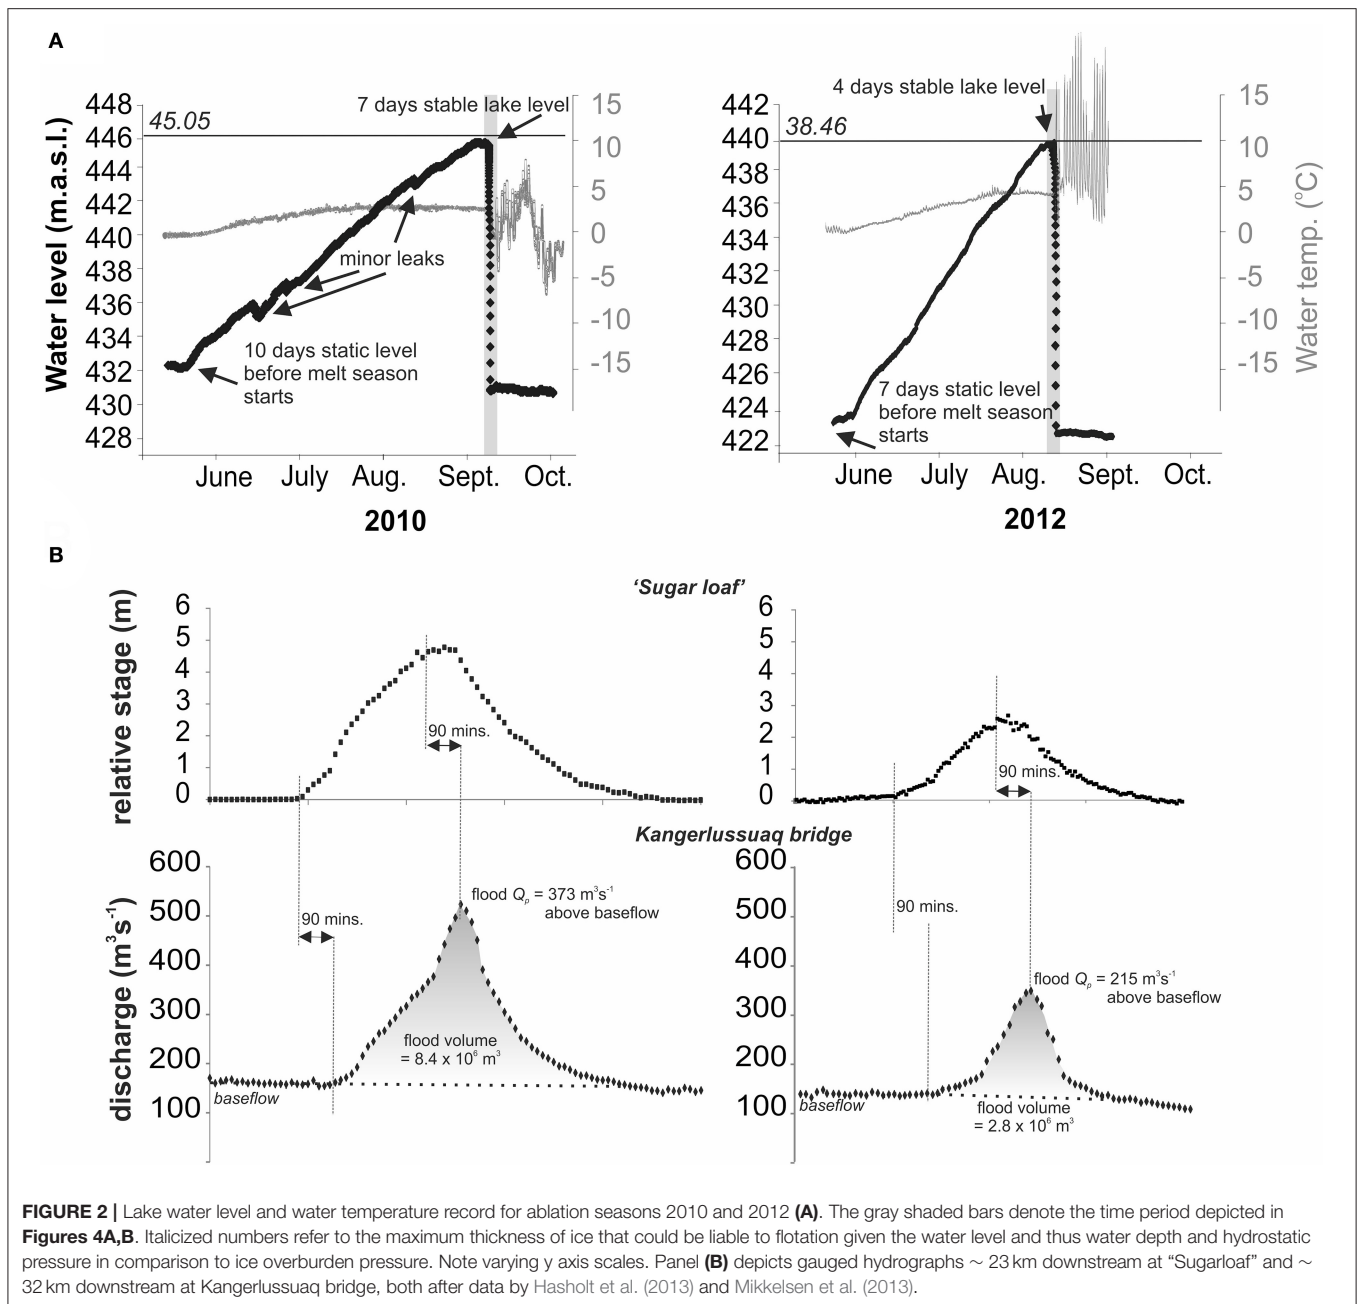 A
Water level (m.a.s.l.)
448
446
444
442
440
438
436
434
432
430
428
45.05
7 days stable lake level
minor leaks
10 days static level
before melt season
starts
15
10
5
0
-5
-10
-15
June July Aug. Sept. Oct.
2010
442
440
438
436
434
432
430
428
426
424
422
38.46
4 days stable lake level
7 days static level
before melt season
starts
15
10
5
0
-5
-10
-15
Water temp. (°C)
June July Aug. Sept. Oct.
2012
B
'Sugar loaf'
relative stage (m)
6
5
4
3
2
1
0
90 mins.
6
5
4
3
2
1
0
90 mins.
Kangerlussuaq bridge
discharge (m³s⁻¹)
600
500
400
300
200
100
90 mins.
flood Qₚ = 373 m³s⁻¹
above baseflow
flood volume
= 8.4 x 10⁶ m³
baseflow
600
500
400
300
200
100
90 mins.
flood Qₚ = 215 m³s⁻¹
above baseflow
baseflow
flood volume
= 2.8 x 10⁶ m³
FIGURE 2 | Lake water level and water temperature record for ablation seasons 2010 and 2012 (A). The gray shaded bars denote the time period depicted in
Figures 4A,B. Italicized numbers refer to the maximum thickness of ice that could be liable to flotation given the water level and thus water depth and hydrostatic
pressure in comparison to ice overburden pressure. Note varying y axis scales. Panel (B) depicts gauged hydrographs ∼ 23 km downstream at “Sugarloaf” and ∼
32 km downstream at Kangerlussuaq bridge, both after data by Hasholt et al. (2013) and Mikkelsen et al. (2013).